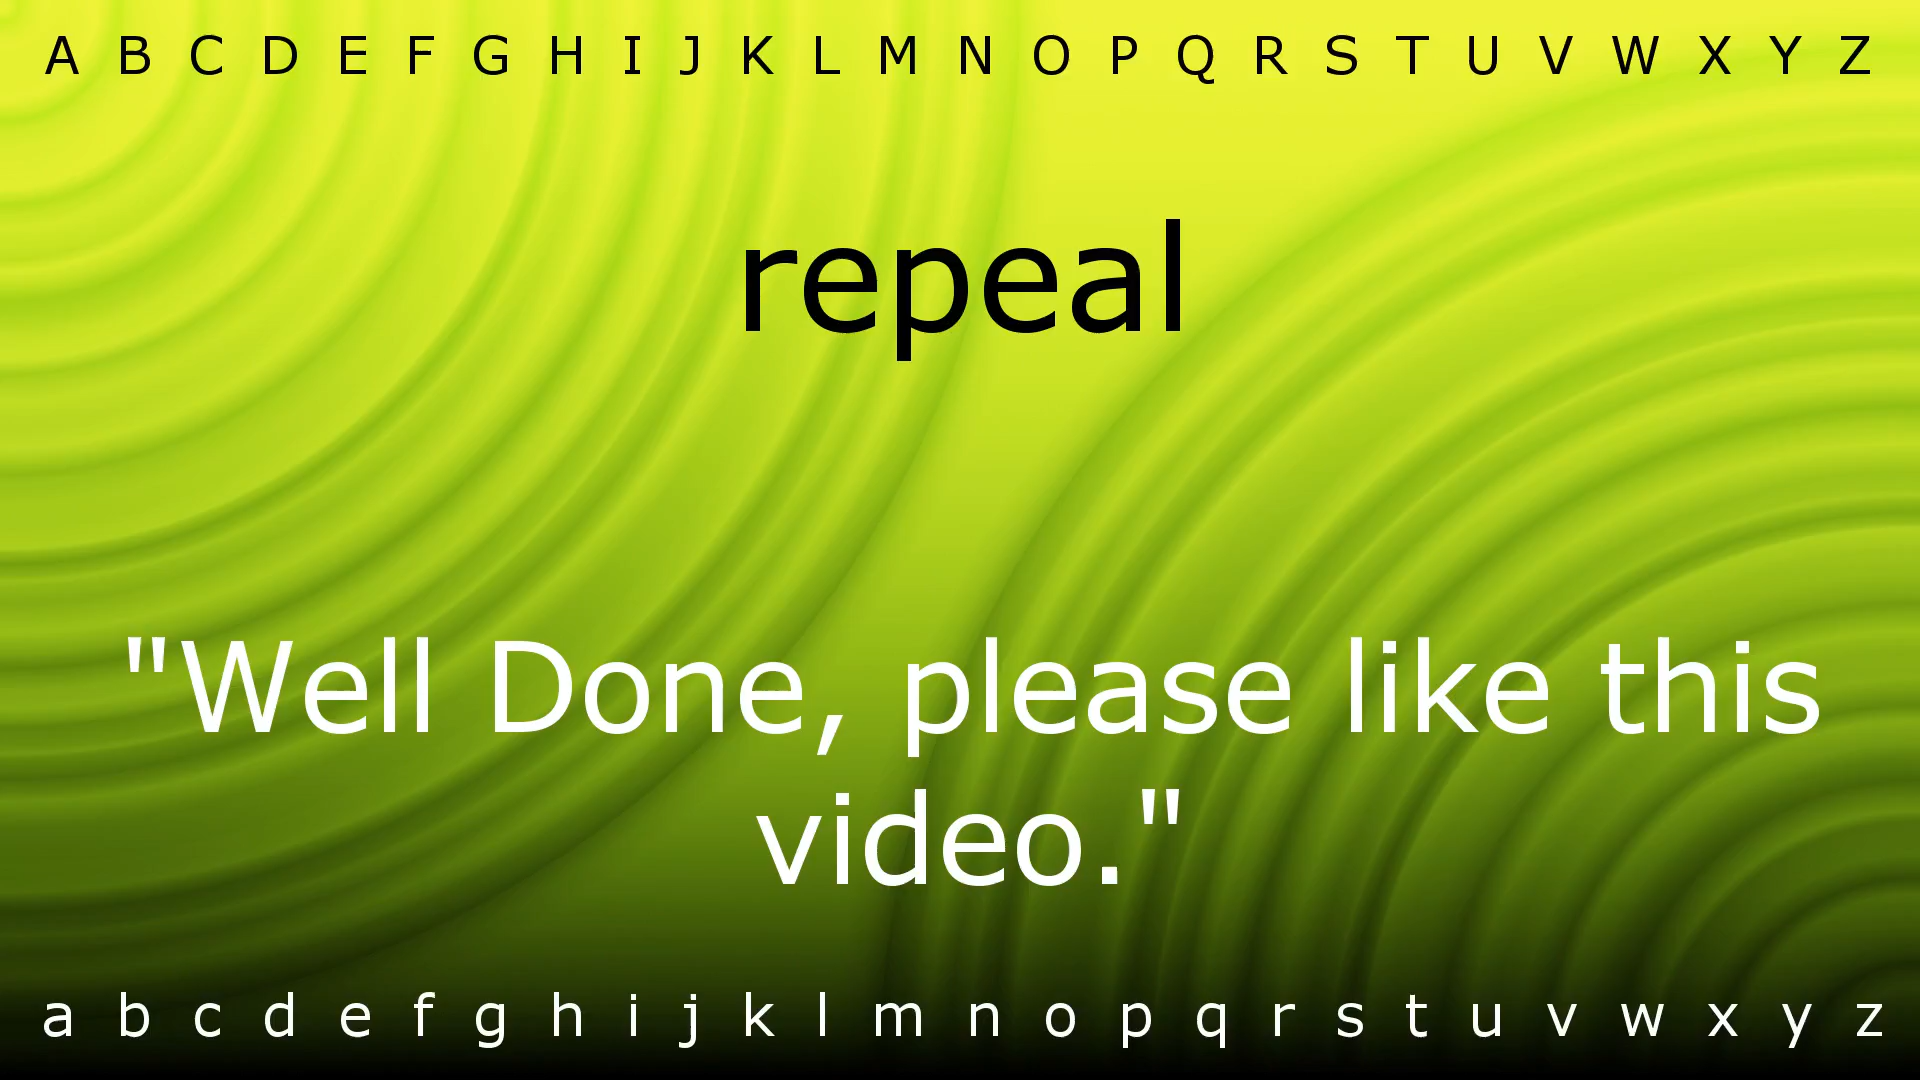 A B C D E F G H I J K L M N O P Q R S T U V W X Y Z
repeal
"Well Done, please like this
video."
a b c d e f g h i j k l m n o p q r s t u v w x y z